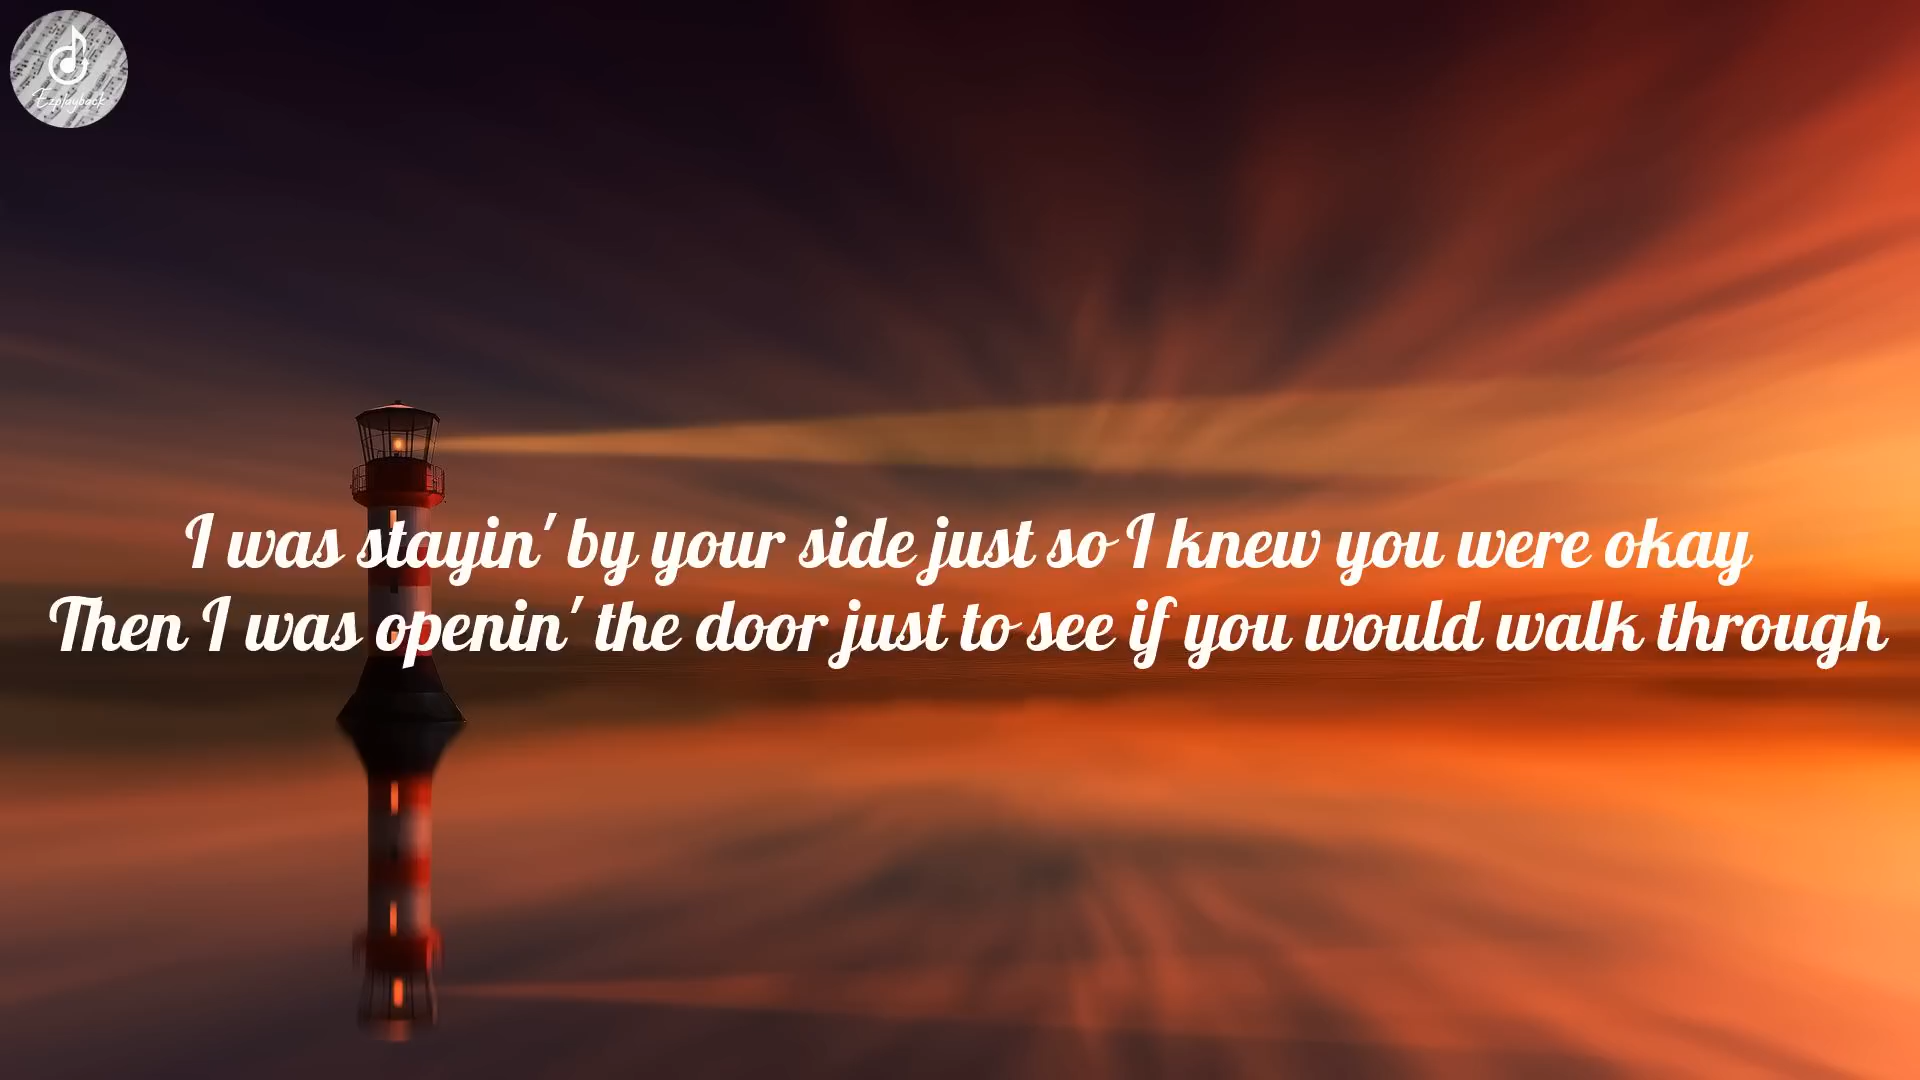 Ezplayback
I was stayin' by your side just so I knew you were okay
Then I was openin' the door just to see if you would walk through